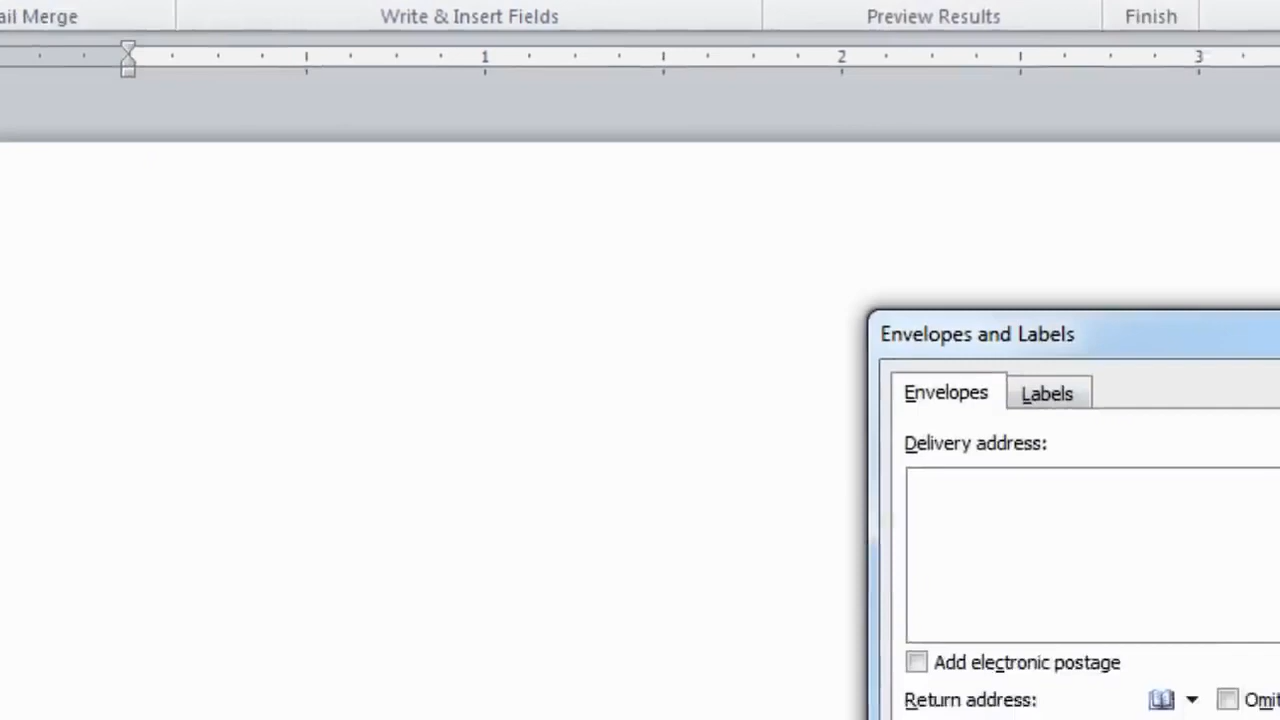 ail Merge Write & Insert Fields Preview Results Finish
1 2 3
Envelopes and Labels
Envelopes Labels
Delivery address:
Add electronic postage
Return address: Omit